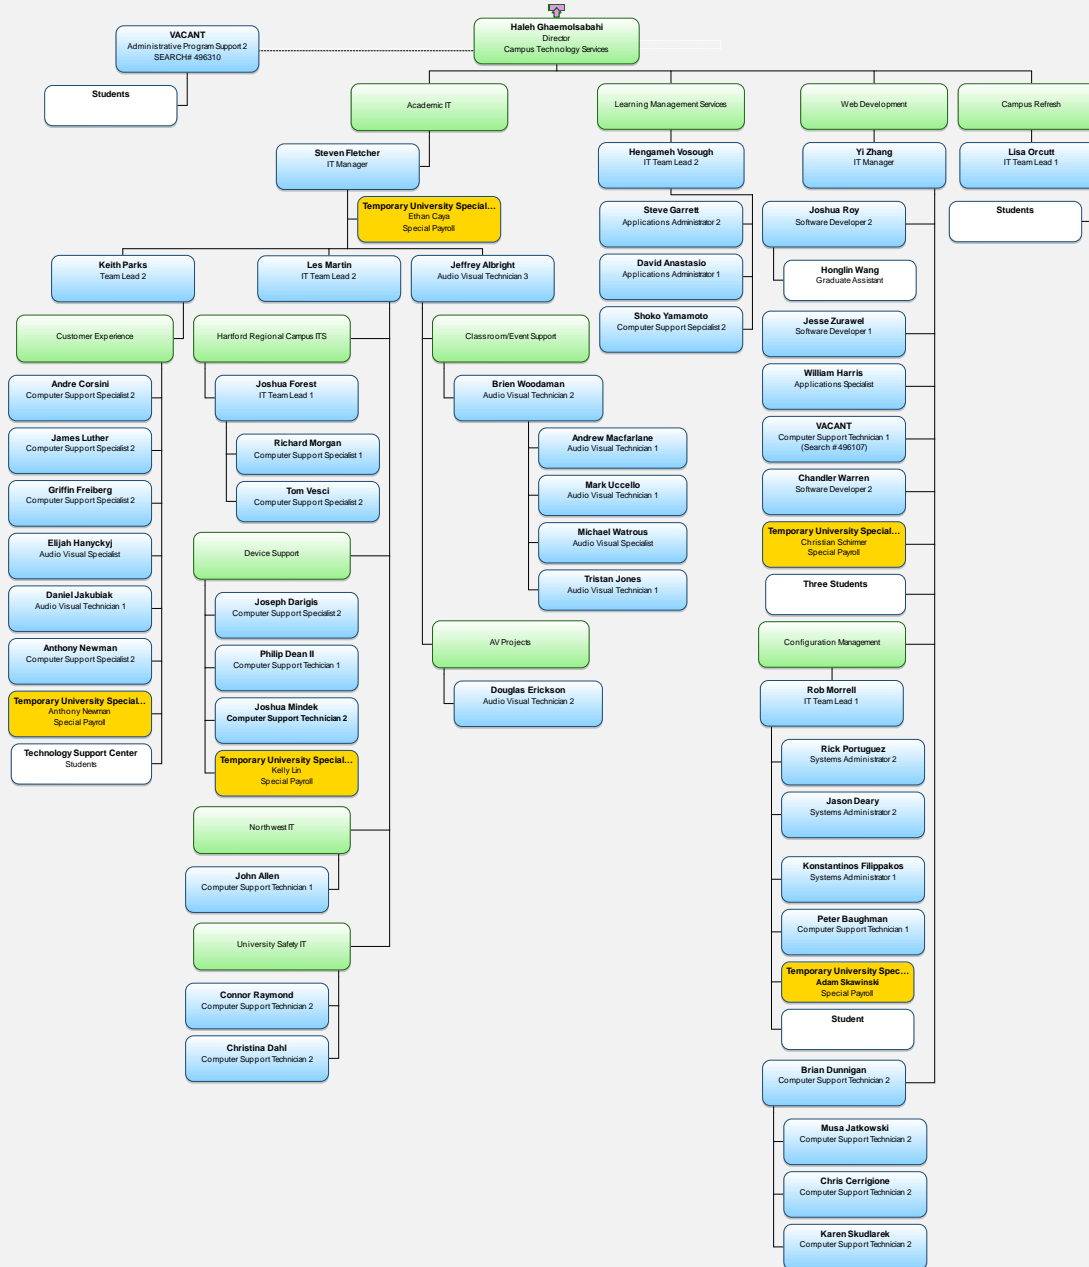 Haleh Ghaemolsabahi
Director
Campus Technology Services
VACANT
Administrative Program Support 2
SEARCH# 496310
Students
Academic IT
Learning Management Services
Web Development
Campus Refresh
Steven Fletcher
IT Manager
Temporary University Special...
Ethan Caya
Special Payroll
Keith Parks
Team Lead 2
Les Martin
IT Team Lead 2
Jeffrey Albright
Audio Visual Technician 3
Customer Experience
Andre Corsini
Computer Support Specialist 2
James Luther
Computer Support Specialist 2
Griffin Freiberg
Computer Support Specialist 2
Elijah Hanyckyj
Audio Visual Specialist
Daniel Jakubiak
Audio Visual Technician 1
Anthony Newman
Computer Support Specialist 2
Temporary University Special...
Anthony Newman
Special Payroll
Technology Support Center
Students
Hartford Regional Campus ITS
Joshua Forest
IT Team Lead 1
Richard Morgan
Computer Support Specialist 1
Tom Vesci
Computer Support Specialist 2
Device Support
Joseph Darigis
Computer Support Specialist 2
Philip Dean II
Computer Support Techician 1
Joshua Mindek
Computer Support Technician 2
Temporary University Special...
Kelly Lin
Special Payroll
Northwest IT
John Allen
Computer Support Technician 1
University Safety IT
Connor Raymond
Computer Support Technician 2
Christina Dahl
Computer Support Technician 2
Classroom/Event Support
Brien Woodaman
Audio Visual Technician 2
Andrew Macfarlane
Audio Visual Technician 1
Mark Uccello
Audio Visual Technician 1
Michael Watrous
Audio Visual Specialist
Tristan Jones
Audio Visual Technician 1
AV Projects
Douglas Erickson
Audio Visual Technician 2
Hengameh Vosough
IT Team Lead 2
Steve Garrett
Applications Administrator 2
David Anastasio
Applications Administrator 1
Shoko Yamamoto
Computer Support Sepcialist 2
Yi Zhang
IT Manager
Joshua Roy
Software Developer 2
Honglin Wang
Graduate Assistant
Jesse Zurawel
Software Developer 1
William Harris
Applications Specialist
VACANT
Computer Support Technician 1
(Search # 496107)
Chandler Warren
Software Developer 2
Temporary University Special...
Christian Schirmer
Special Payroll
Three Students
Configuration Management
Rob Morrell
IT Team Lead 1
Rick Portuguez
Systems Administrator 2
Jason Deary
Systems Administrator 2
Konstantinos Filippakos
Systems Administrator 1
Peter Baughman
Computer Support Technician 1
Temporary University Spec...
Adam Skawinski
Special Payroll
Student
Brian Dunnigan
Computer Support Technician 2
Musa Jatkowski
Computer Support Technician 2
Chris Cerrigione
Computer Support Technician 2
Karen Skudlarek
Computer Support Technician 2
Lisa Orcutt
IT Team Lead 1
Students